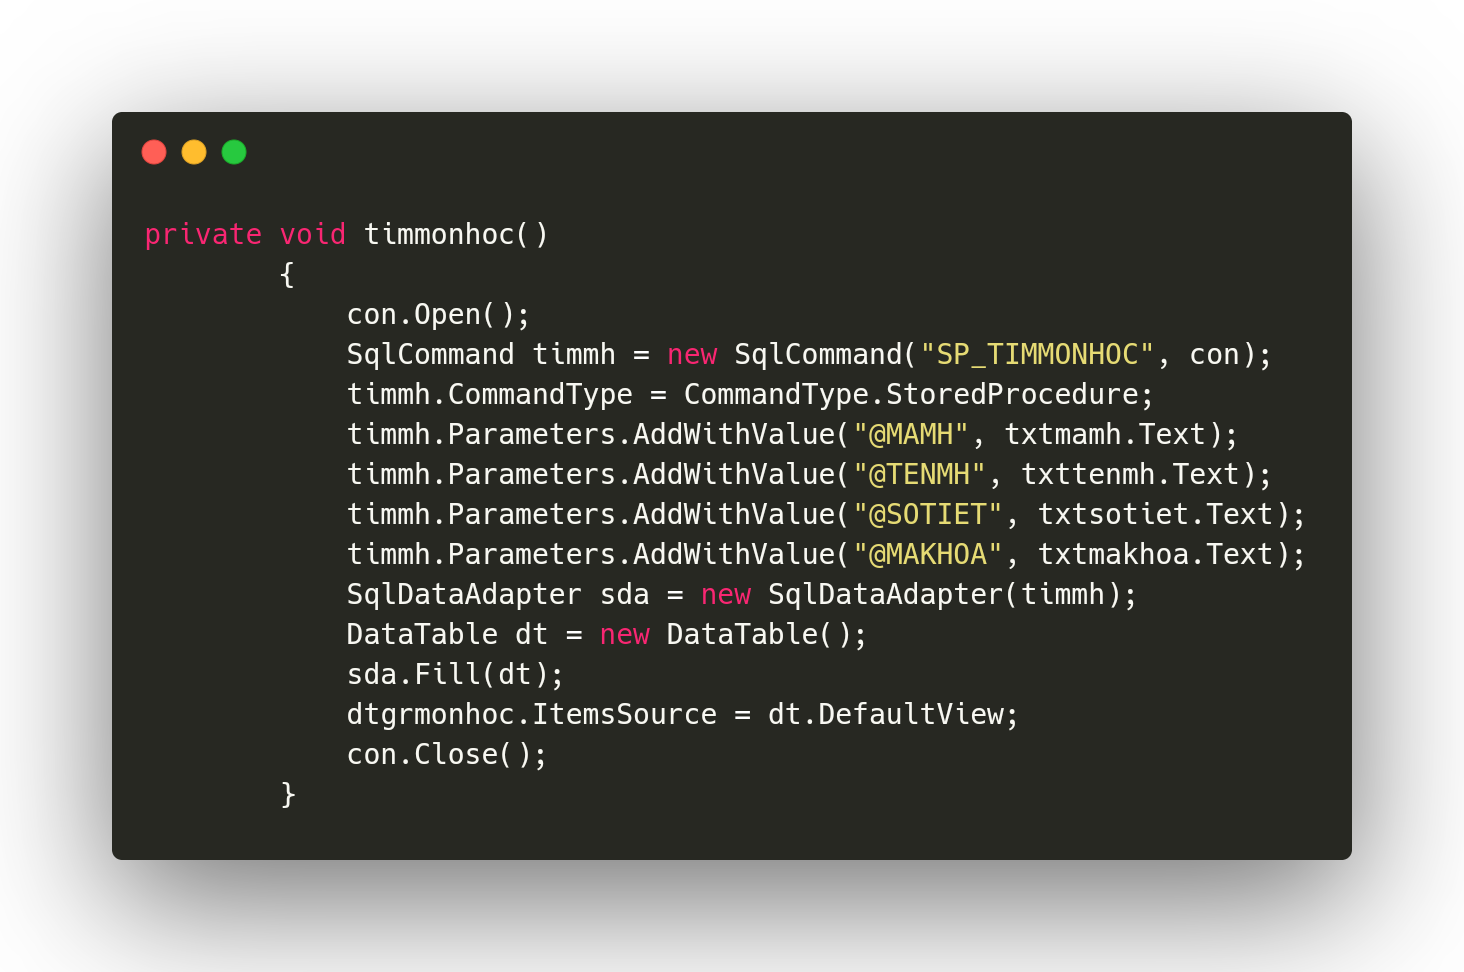 private void timmonhoc()
        {
            con.Open();
            SqlCommand timmh = new SqlCommand("SP_TIMMONHOC", con);
            timmh.CommandType = CommandType.StoredProcedure;
            timmh.Parameters.AddWithValue("@MAMH", txtmamh.Text);
            timmh.Parameters.AddWithValue("@TENMH", txttenmh.Text);
            timmh.Parameters.AddWithValue("@SOTIET", txtsotiet.Text);
            timmh.Parameters.AddWithValue("@MAKHOA", txtmakhoa.Text);
            SqlDataAdapter sda = new SqlDataAdapter(timmh);
            DataTable dt = new DataTable();
            sda.Fill(dt);
            dtgrmonhoc.ItemsSource = dt.DefaultView;
            con.Close();
        }